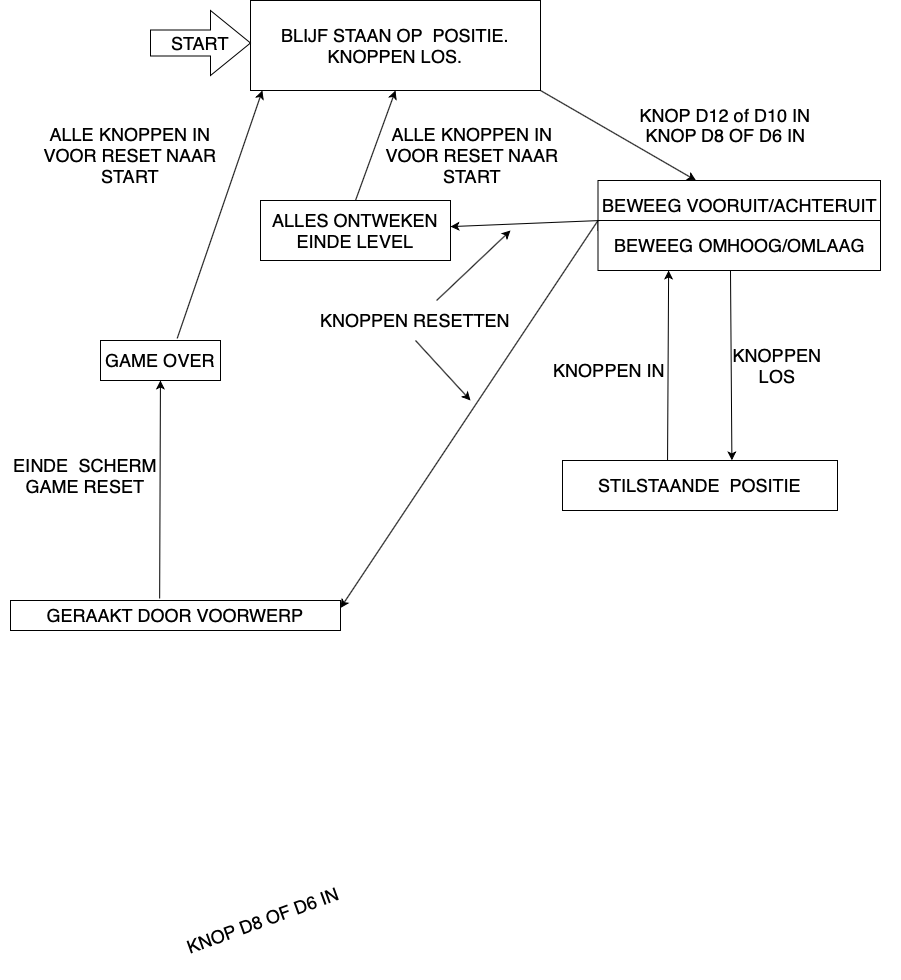 START
BLIJF STAAN OP POSITIE.
KNOPPEN LOS.
ALLE KNOPPEN IN
VOOR RESET NAAR
START
ALLE KNOPPEN IN
VOOR RESET NAAR
START
KNOP D12 of D10 IN
KNOP D8 OF D6 IN
ALLES ONTWEKEN
EINDE LEVEL
BEWEEG VOORUIT/ACHTERUIT
BEWEEG OMHOOG/OMLAAG
KNOPPEN RESETTEN
GAME OVER
KNOPPEN IN
KNOPPEN
LOS
EINDE SCHERM
GAME RESET
STILSTAANDE POSITIE
GERAAKT DOOR VOORWERP
KNOP D8 OF D6 IN